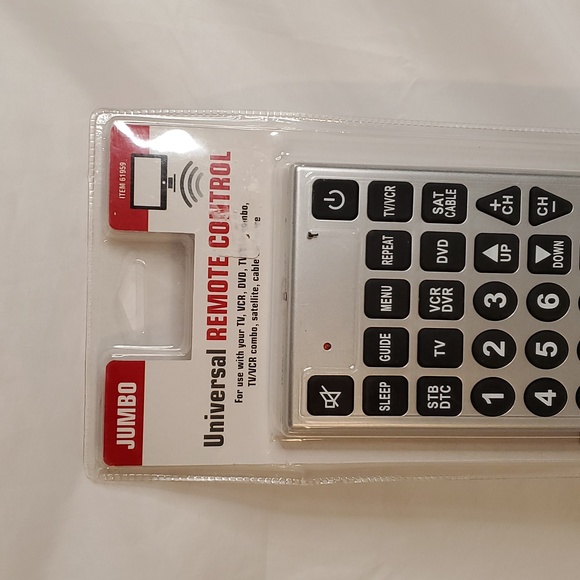 JUMBO
ITEM 61959
Universal REMOTE CONTROL
For use with your TV, VCR, DVD,
TV/VCR combo, satellite, cable
SLEEP
GUIDE
MENU
REPEAT
TV/VCR
STB
DTC
TV
VCR
DVR
DVD
SAT
CABLE
1
2
3
UP
+
CH
4
5
6
DOWN
CH
−